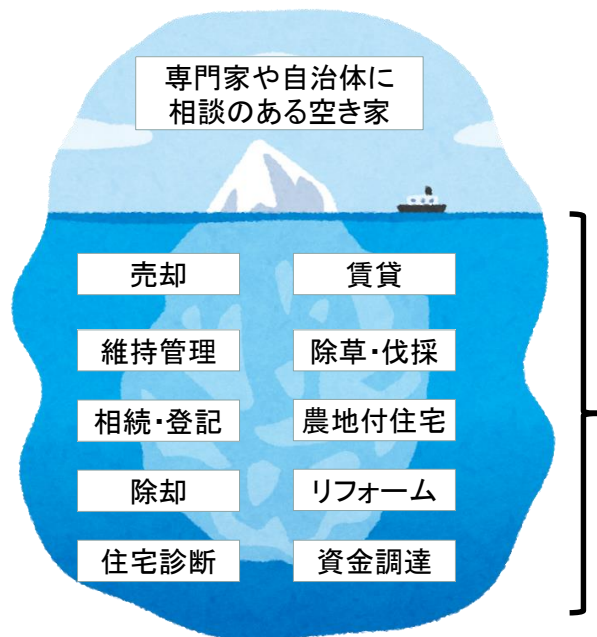 専門家や自治体に
相談のある空き家
売却
賃貸
維持管理
除草・伐採
相続・登記
農地付住宅
除却
リフォーム
住宅診断
資金調達